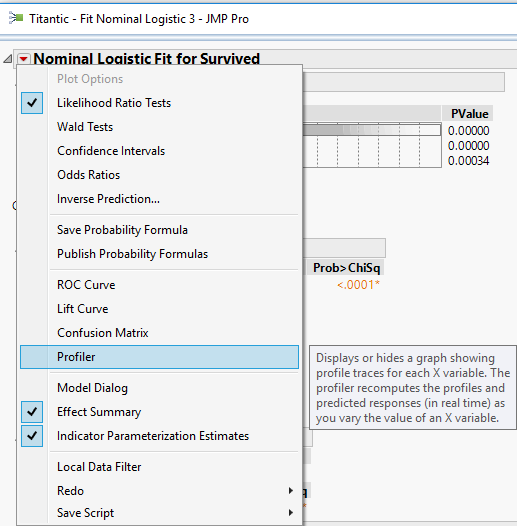 Titantic - Fit Nominal Logistic 3 - JMP Pro
Nominal Logistic Fit for Survived
Plot Options
Likelihood Ratio Tests
Wald Tests
Confidence Intervals
Odds Ratios
Inverse Prediction...
Save Probability Formula
Publish Probability Formulas
ROC Curve
Lift Curve
Confusion Matrix
Profiler
Model Dialog
Effect Summary
Indicator Parameterization Estimates
Local Data Filter
Redo
Save Script
PValue
0.00000
0.00000
0.00034
Prob>ChiSq
<.0001*
Displays or hides a graph showing
profile traces for each X variable. The
profiler recomputes the profiles and
predicted responses (in real time) as
you vary the value of an X variable.